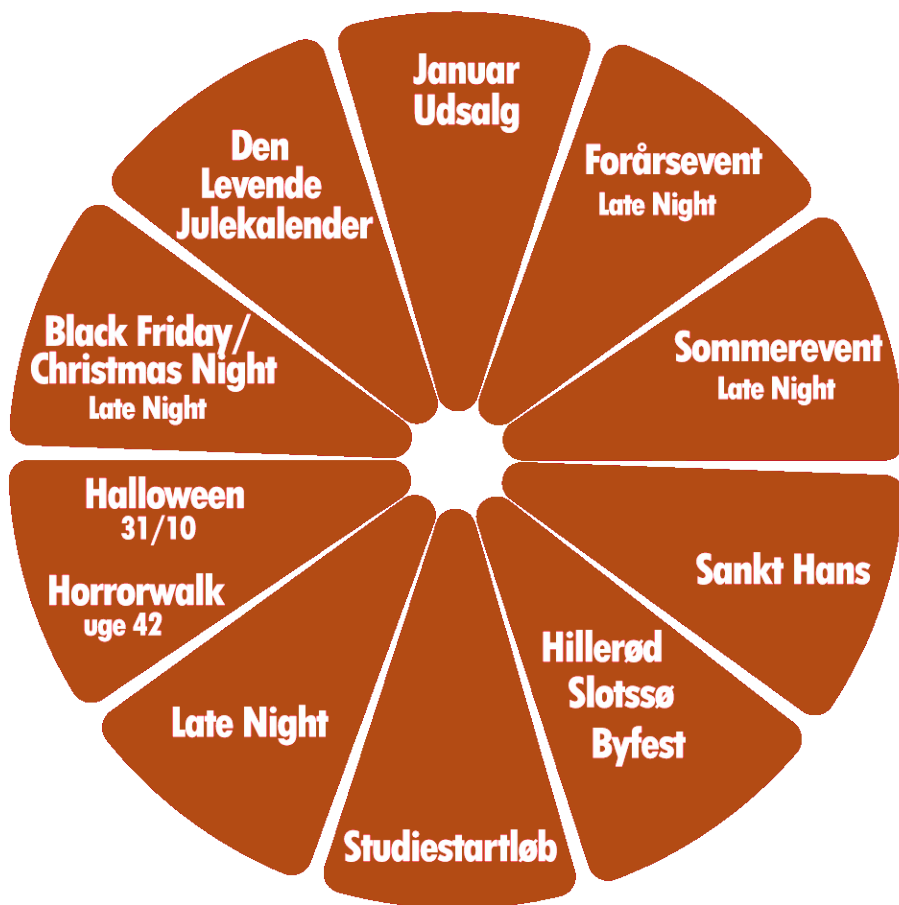 Januar
Udsalg
Forårsevent
Late Night
Sommerevent
Late Night
Sankt Hans
Hillerød
Slotssø
Byfest
Studiestartløb
Late Night
Halloween
31/10
Horrorwalk
uge 42
Black Friday/
Christmas Night
Late Night
Den
Levende
Julekalender